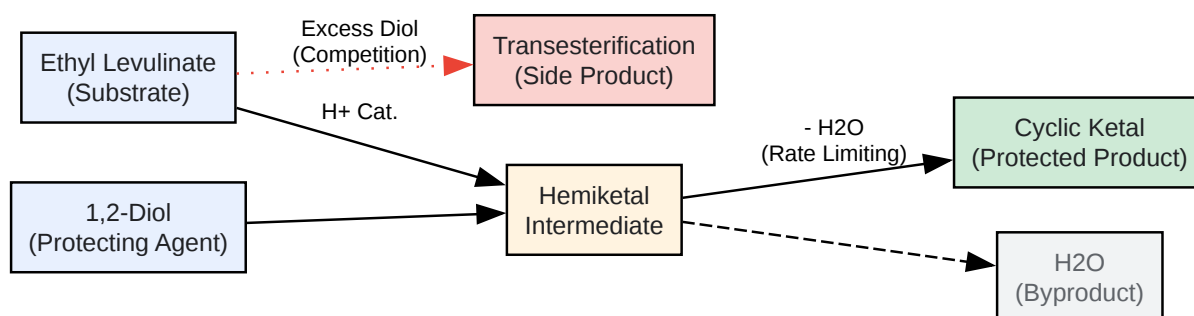 Ethyl Levulinate
(Substrate)
Excess Diol
(Competition)
Transesterification
(Side Product)
H+ Cat.
1,2-Diol
(Protecting Agent)
Hemiketal
Intermediate
- H2O
(Rate Limiting)
Cyclic Ketal
(Protected Product)
H2O
(Byproduct)